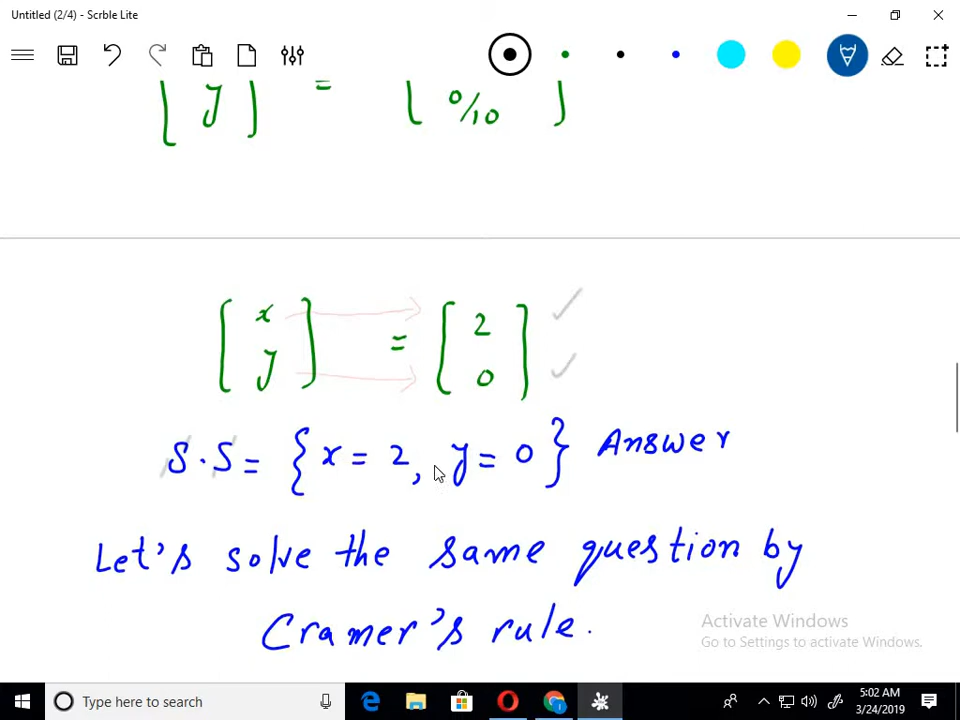 Untitled (2/4) - Scrble Lite
[ y ] = [ 0/10 ]
[ x
y ] = [ 2
0 ]
S.S = { x = 2, y = 0 } Answer
Let's solve the same question by
Cramer's rule.
Activate Windows
Go to Settings to activate Windows.
Type here to search
5:02 AM
3/24/2019